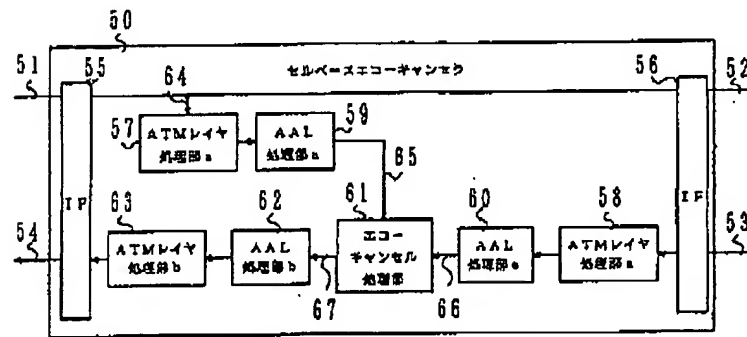 50
セルベースエコーキャンセラ
51
55
64
56
52
57
ATMレイヤ
処理部a
AAL
処理部a
59
65
IF
IF
54
63
ATMレイヤ
処理部b
62
AAL
処理部b
61
エコー
キャンセル
処理部
60
AAL
処理部a
58
ATMレイヤ
処理部a
53
67
66